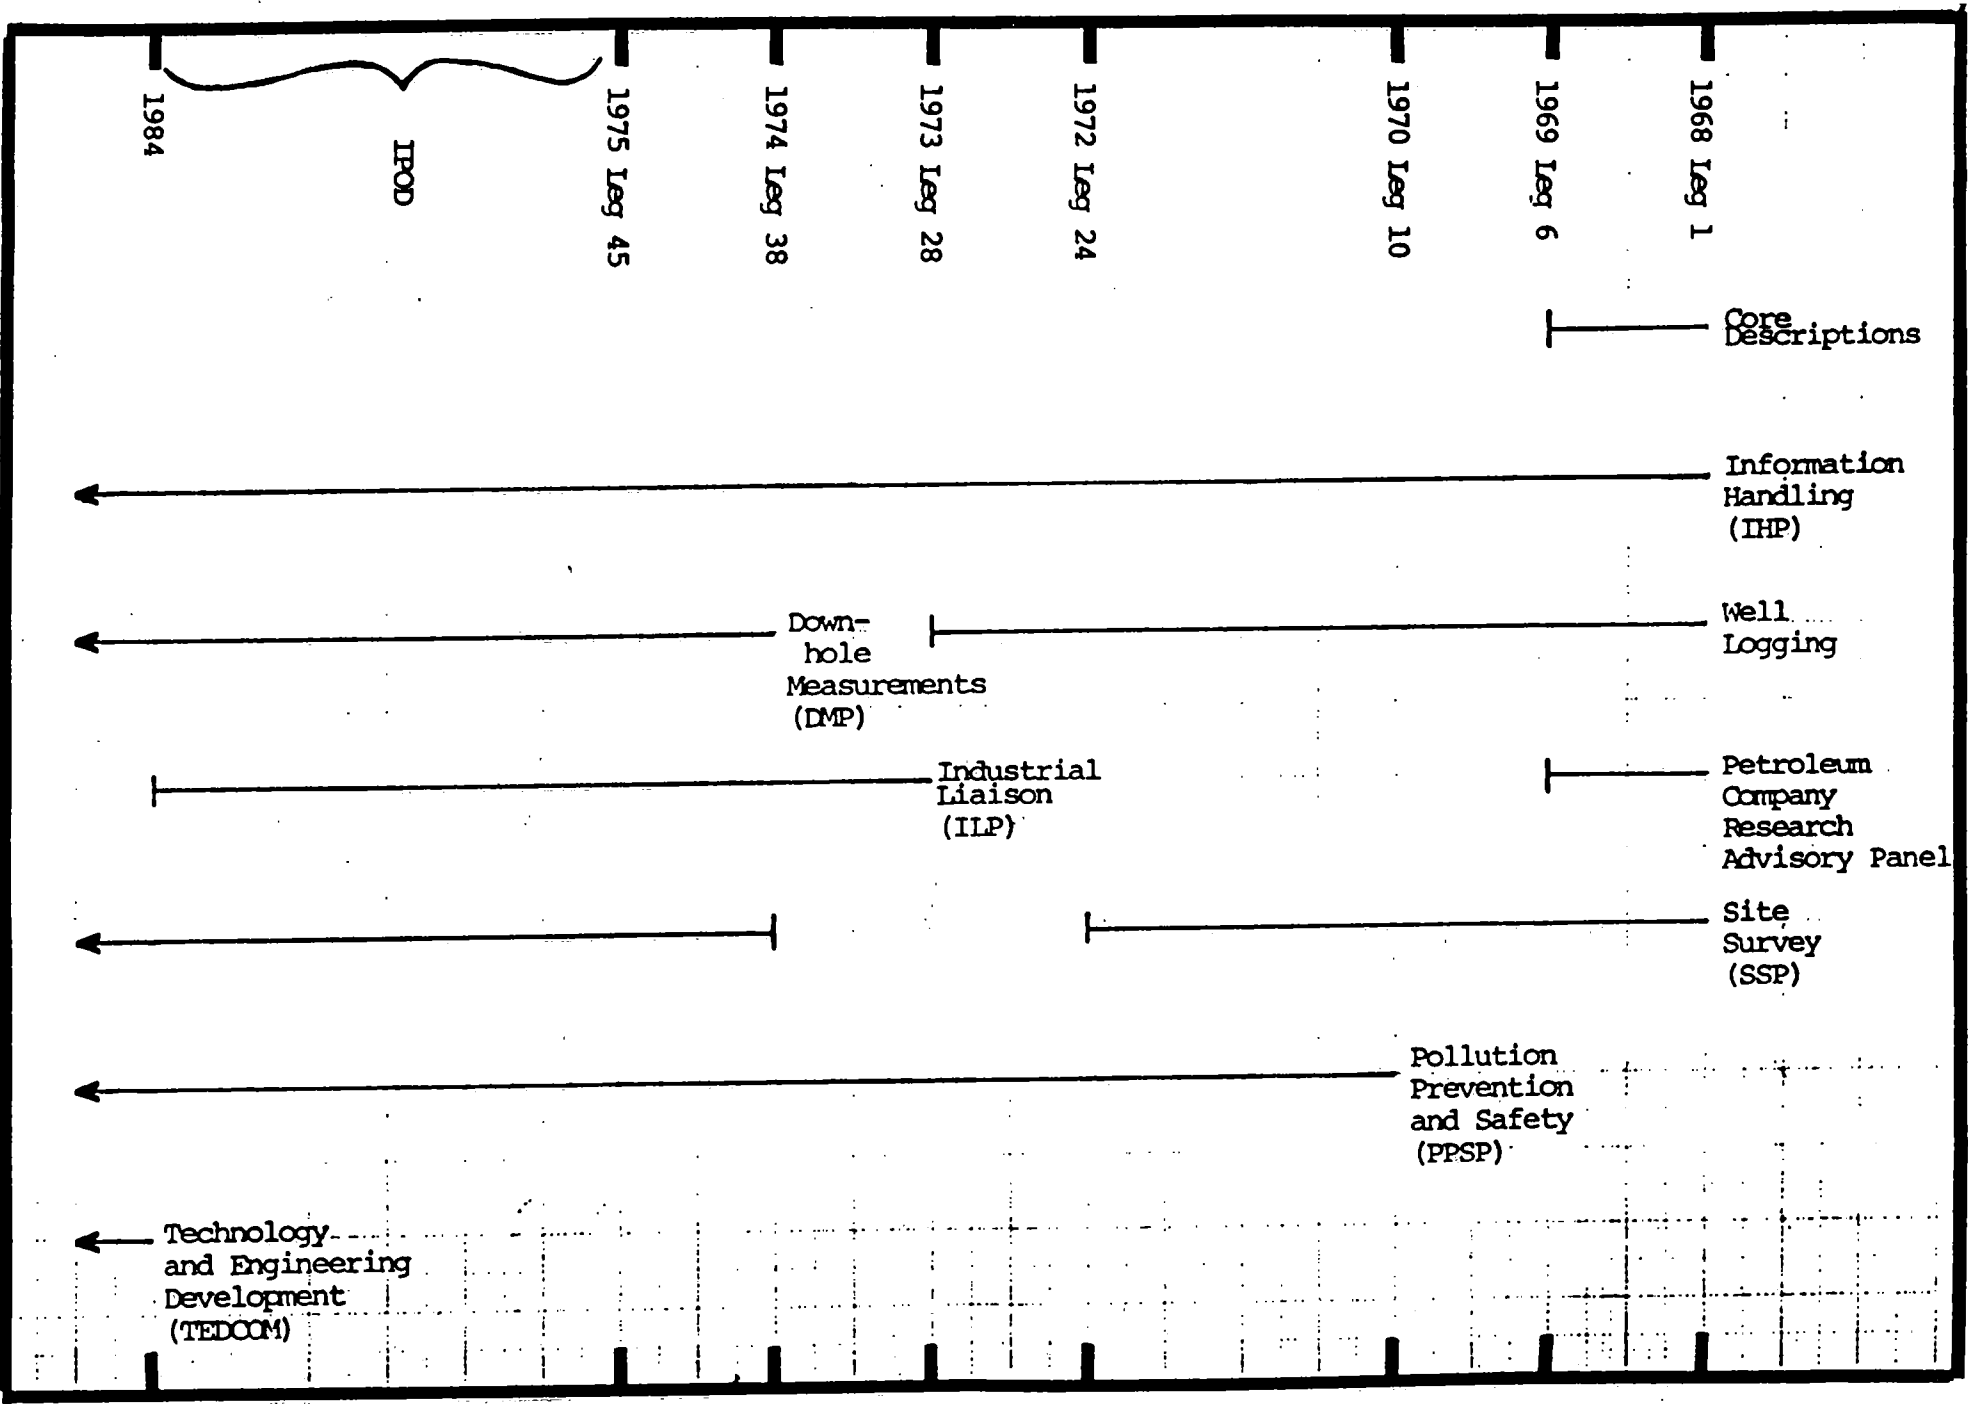 1984
IPOD
1975 Leg 45
1974 Leg 38
1973 Leg 28
1972 Leg 24
1970 Leg 10
1969 Leg 6
1968 Leg 1
Core
Descriptions
Information
Handling
(IHP)
Down-
hole
Measurements
(DMP)
Well
Logging
Industrial
Liaison
(ILP)
Petroleum
Company
Research
Advisory Panel
Site
Survey
(SSP)
Pollution
Prevention
and Safety
(PPSP)
Technology
and Engineering
Development
(TEDCOM)